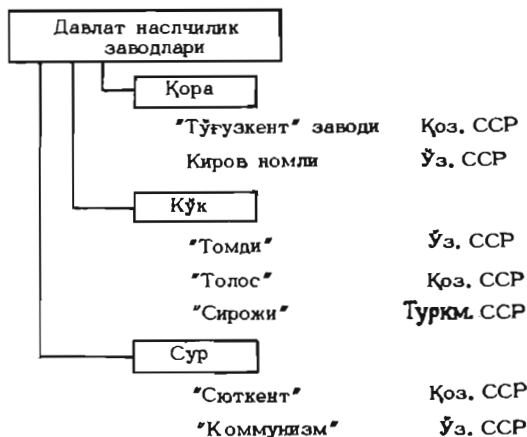 Давлат наслчилик
заводлари
Қора
"Тўғузкент" заводи Қоз. ССР
Киров номли Ўз. ССР
Кўк
"Томди" Ўз. ССР
"Толос" Қоз. ССР
"Сирожи" Туркм. ССР
Сур
"Сюткент" Қоз. ССР
"Коммунизм" Ўз. ССР